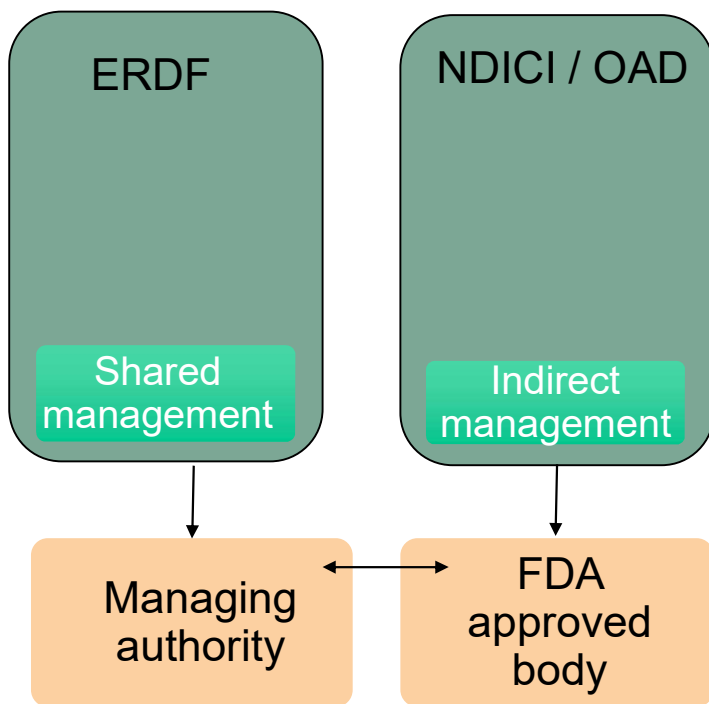 ERDF
NDICI / OAD
Shared
management
Indirect
management
Managing
authority
FDA
approved
body